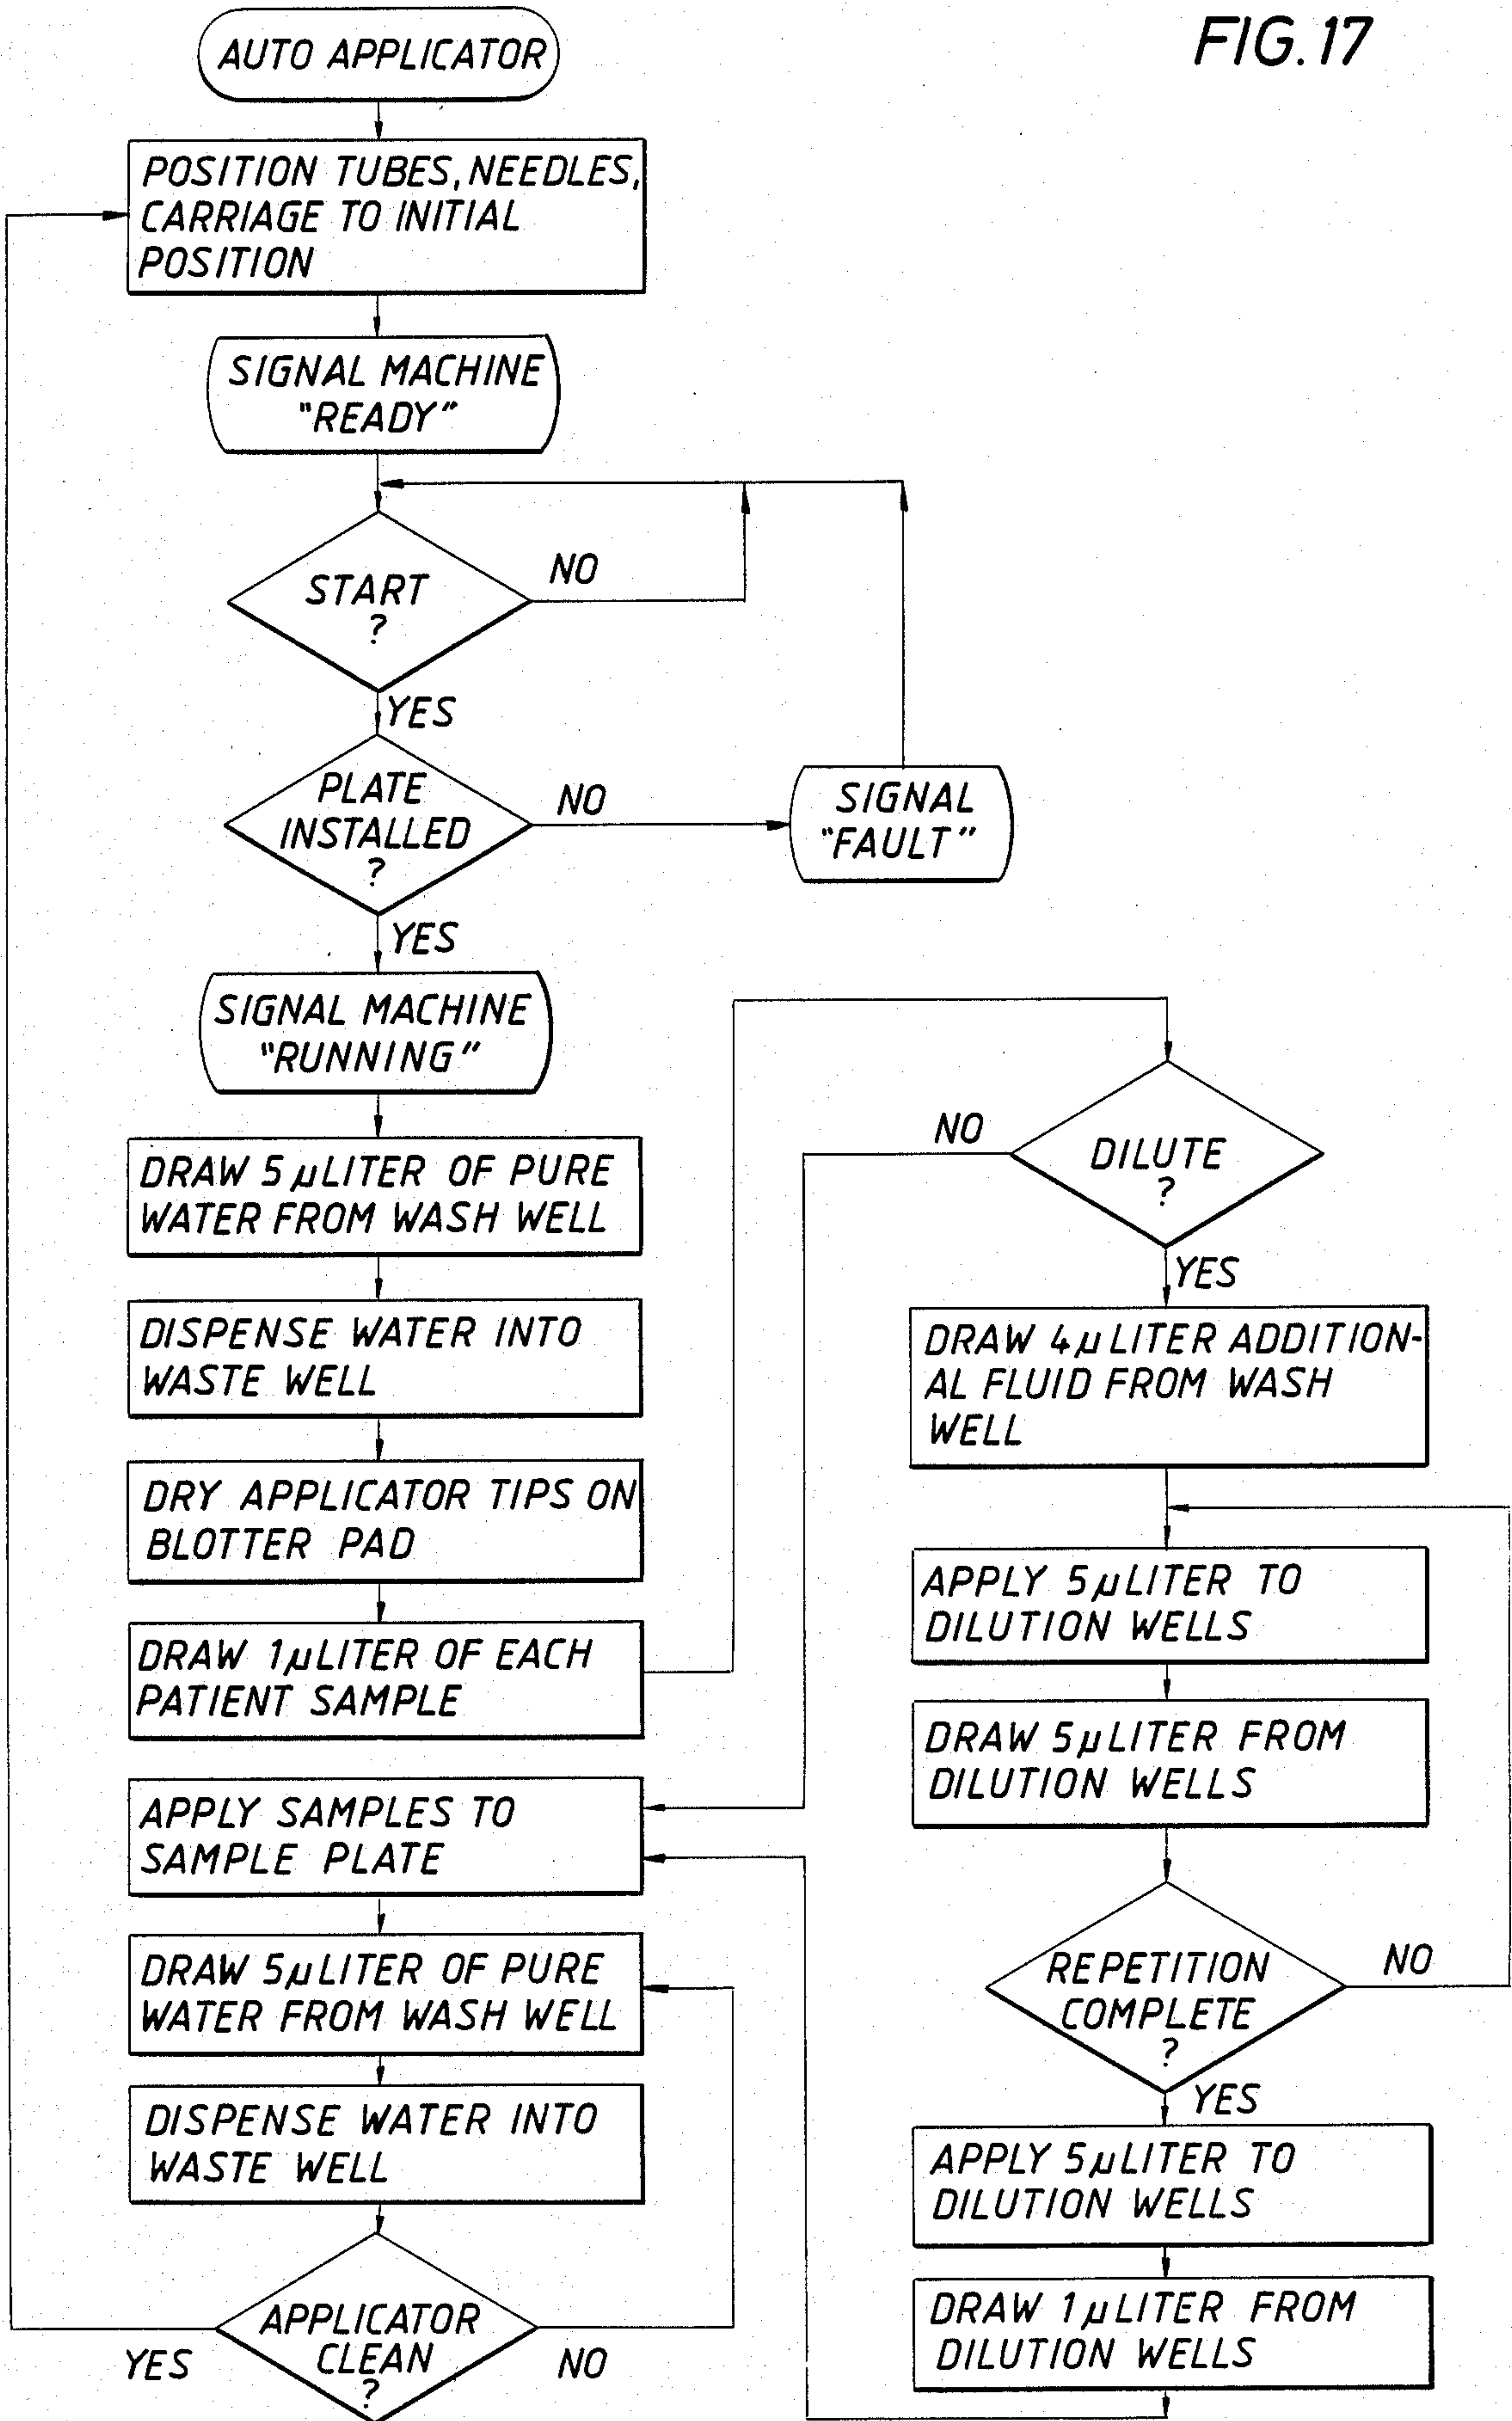 FIG.17
AUTO APPLICATOR
POSITION TUBES, NEEDLES,
CARRIAGE TO INITIAL
POSITION
SIGNAL MACHINE
"READY"
START
?
NO
YES
PLATE
INSTALLED
?
NO
SIGNAL
"FAULT"
YES
SIGNAL MACHINE
"RUNNING"
DRAW 5 µLITER OF PURE
WATER FROM WASH WELL
DISPENSE WATER INTO
WASTE WELL
DRY APPLICATOR TIPS ON
BLOTTER PAD
DRAW 1µLITER OF EACH
PATIENT SAMPLE
DILUTE
?
NO
YES
DRAW 4µLITER ADDITION-
AL FLUID FROM WASH
WELL
APPLY 5µLITER TO
DILUTION WELLS
DRAW 5µLITER FROM
DILUTION WELLS
REPETITION
COMPLETE
?
NO
YES
APPLY 5µLITER TO
DILUTION WELLS
DRAW 1µLITER FROM
DILUTION WELLS
APPLY SAMPLES TO
SAMPLE PLATE
DRAW 5µLITER OF PURE
WATER FROM WASH WELL
DISPENSE WATER INTO
WASTE WELL
APPLICATOR
CLEAN
?
YES
NO